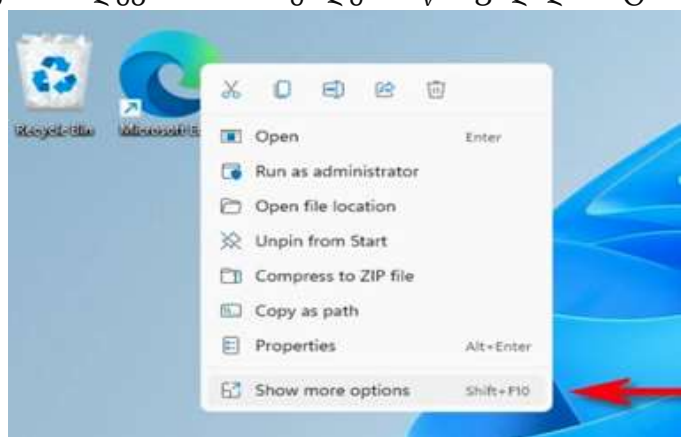 Recycle Bin
Microsoft E
Open Enter
Run as administrator
Open file location
Unpin from Start
Compress to ZIP file
Copy as path
Properties Alt+Enter
Show more options Shift+F10